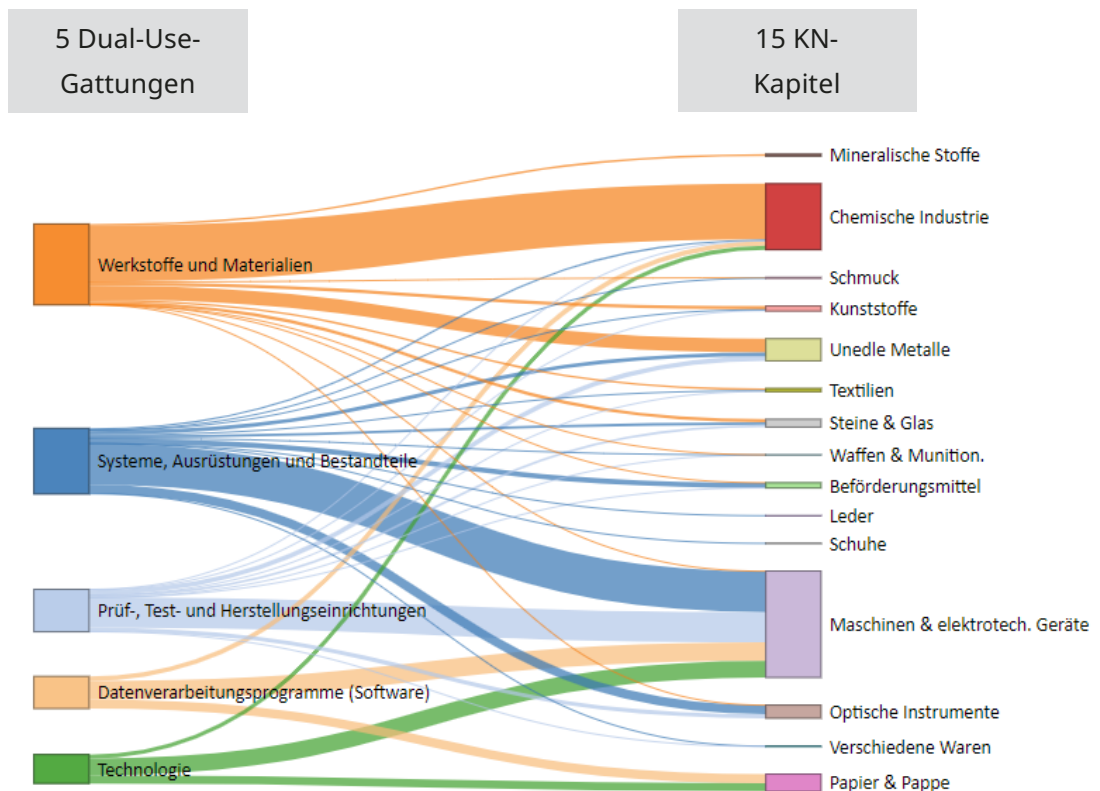 5 Dual-Use-
Gattungen
15 KN-
Kapitel
Werkstoffe und Materialien
Systeme, Ausrüstungen und Bestandteile
Prüf-, Test- und Herstellungseinrichtungen
Datenverarbeitungsprogramme (Software)
Technologie
Mineralische Stoffe
Chemische Industrie
Schmuck
Kunststoffe
Unedle Metalle
Textilien
Steine & Glas
Waffen & Munition.
Beförderungsmittel
Leder
Schuhe
Maschinen & elektrotech. Geräte
Optische Instrumente
Verschiedene Waren
Papier & Pappe